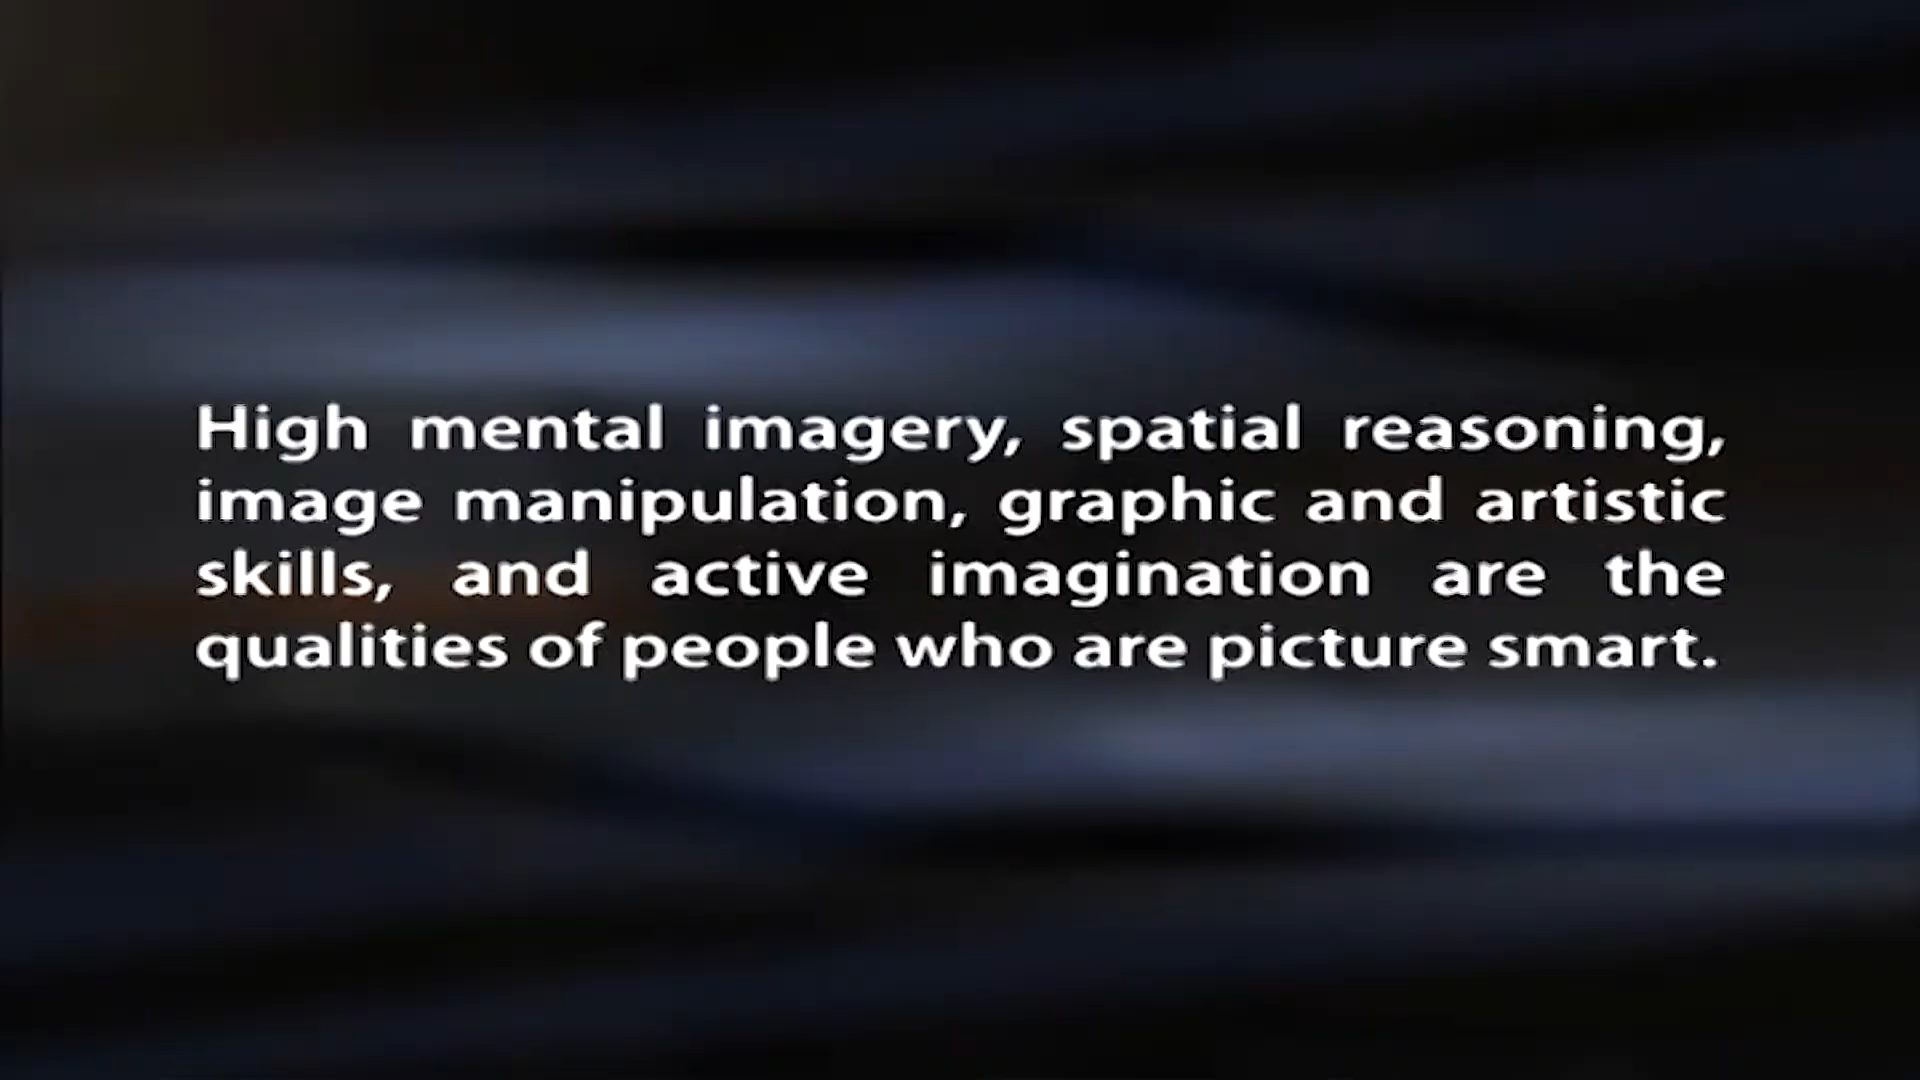 High mental imagery, spatial reasoning,
image manipulation, graphic and artistic
skills, and active imagination are the
qualities of people who are picture smart.